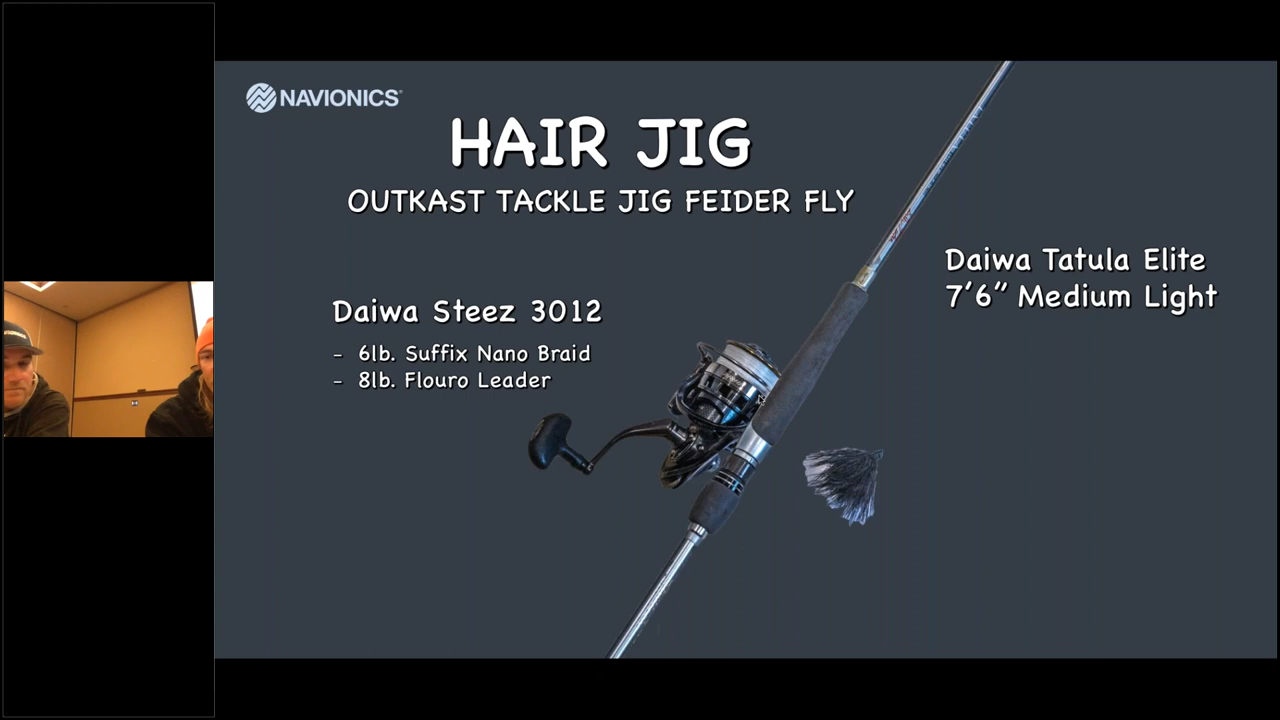 NAVIONICS®
HAIR JIG
OUTKAST TACKLE JIG FEIDER FLY
Daiwa Tatula Elite
7'6" Medium Light
Daiwa Steez 3012
- 6lb. Suffix Nano Braid
- 8lb. Flouro Leader